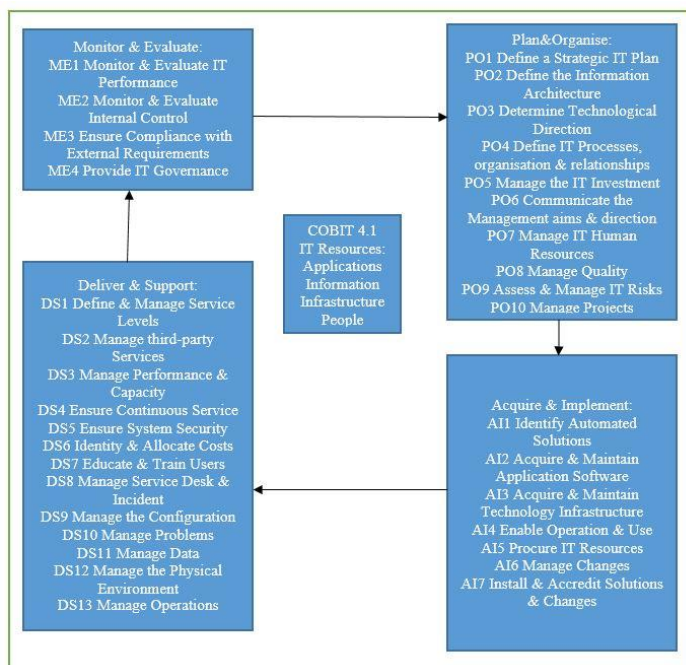 Monitor & Evaluate:
ME1 Monitor & Evaluate IT
Performance
ME2 Monitor & Evaluate
Internal Control
ME3 Ensure Compliance with
External Requirements
ME4 Provide IT Governance
Plan&Organise:
PO1 Define a Strategic IT Plan
PO2 Define the Information
Architecture
PO3 Determine Technological
Direction
PO4 Define IT Processes,
organisation & relationships
PO5 Manage the IT Investment
PO6 Communicate the
Management aims & direction
PO7 Manage IT Human
Resources
PO8 Manage Quality
PO9 Assess & Manage IT Risks
PO10 Manage Projects
COBIT 4.1
IT Resources:
Applications
Information
Infrastructure
People
Deliver & Support:
DS1 Define & Manage Service
Levels
DS2 Manage third-party
Services
DS3 Manage Performance &
Capacity
DS4 Ensure Continuous Service
DS5 Ensure System Security
DS6 Identity & Allocate Costs
DS7 Educate & Train Users
DS8 Manage Service Desk &
Incident
DS9 Manage the Configuration
DS10 Manage Problems
DS11 Manage Data
DS12 Manage the Physical
Environment
DS13 Manage Operations
Acquire & Implement:
AI1 Identify Automated
Solutions
AI2 Acquire & Maintain
Application Software
AI3 Acquire & Maintain
Technology Infrastructure
AI4 Enable Operation & Use
AI5 Procure IT Resources
AI6 Manage Changes
AI7 Install & Accredit Solutions
& Changes